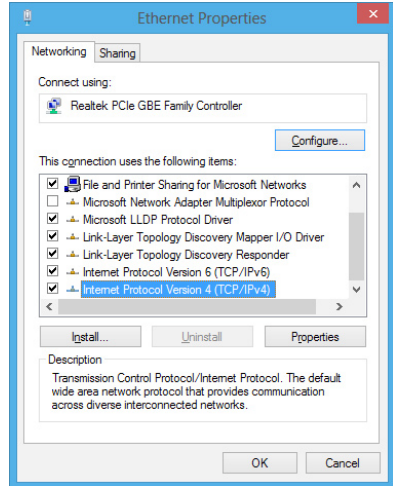 Ethernet Properties
Networking
Sharing
Connect using:
Realtek PCIe GBE Family Controller
Configure...
This connection uses the following items:
File and Printer Sharing for Microsoft Networks
Microsoft Network Adapter Multiplexor Protocol
Microsoft LLDP Protocol Driver
Link-Layer Topology Discovery Mapper I/O Driver
Link-Layer Topology Discovery Responder
Internet Protocol Version 6 (TCP/IPv6)
Internet Protocol Version 4 (TCP/IPv4)
Install...
Uninstall
Properties
Description
Transmission Control Protocol/Internet Protocol. The default
wide area network protocol that provides communication
across diverse interconnected networks.
OK
Cancel